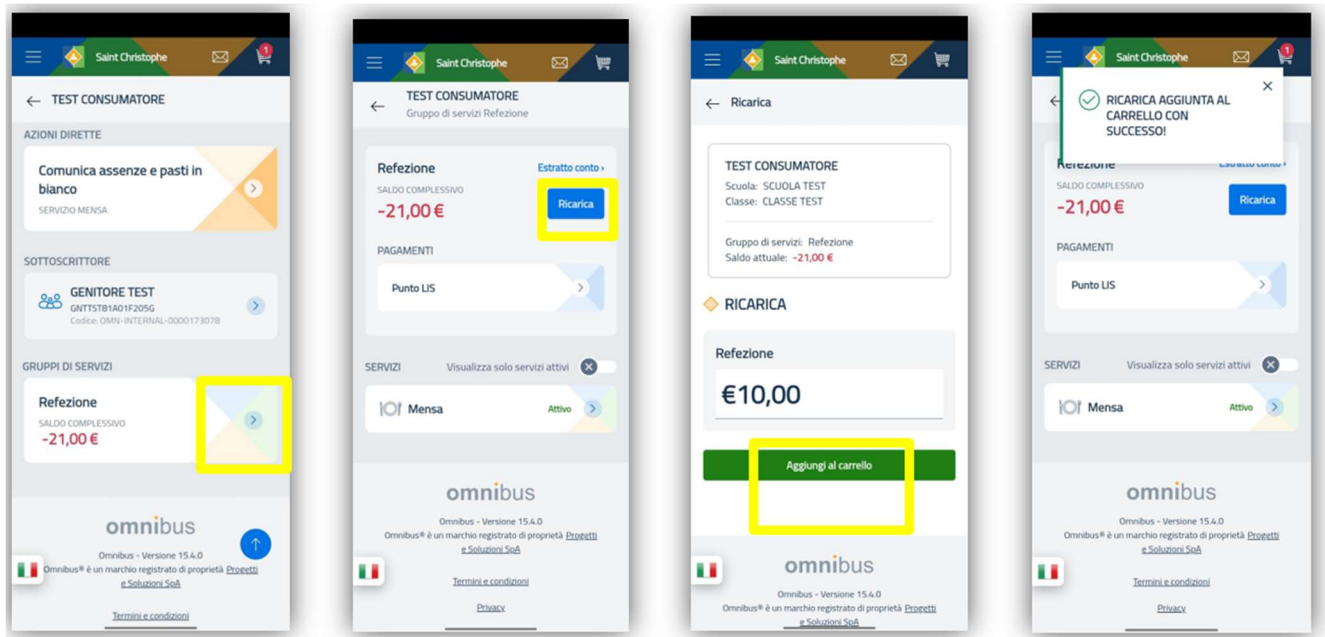 Saint Christophe
1
TEST CONSUMATORE
AZIONI DIRETTE
Comunica assenze e pasti in
bianco
SERVIZIO MENSA
SOTTOSCRITTORE
GENITORE TEST
GNTTST81A01F205G
Codice: OMN-INTERNAL-0000173078
GRUPPI DI SERVIZI
Refezione
SALDO COMPLESSIVO
-21,00 €
omnibus
Omnibus - Versione 15.4.0
Omnibus® è un marchio registrato di proprietà Progetti
e Soluzioni SpA
Termini e condizioni
Saint Christophe
TEST CONSUMATORE
Gruppo di servizi Refezione
Refezione
Estratto conto ›
SALDO COMPLESSIVO
-21,00 €
Ricarica
PAGAMENTI
Punto LIS
SERVIZI
Visualizza solo servizi attivi
Mensa
Attivo
omnibus
Omnibus - Versione 15.4.0
Omnibus® è un marchio registrato di proprietà Progetti
e Soluzioni SpA
Termini e condizioni
Privacy
Saint Christophe
Ricarica
TEST CONSUMATORE
Scuola: SCUOLA TEST
Classe: CLASSE TEST
Gruppo di servizi: Refezione
Saldo attuale: -21,00 €
RICARICA
Refezione
€10,00
Aggiungi al carrello
omnibus
Omnibus - Versione 15.4.0
Omnibus® è un marchio registrato di proprietà Progetti
e Soluzioni SpA
Saint Christophe
1
RICARICA AGGIUNTA AL
CARRELLO CON
SUCCESSO!
Refezione
Estratto conto ›
SALDO COMPLESSIVO
-21,00 €
Ricarica
PAGAMENTI
Punto LIS
SERVIZI
Visualizza solo servizi attivi
Mensa
Attivo
omnibus
Omnibus - Versione 15.4.0
Omnibus® è un marchio registrato di proprietà Progetti
e Soluzioni SpA
Termini e condizioni
Privacy